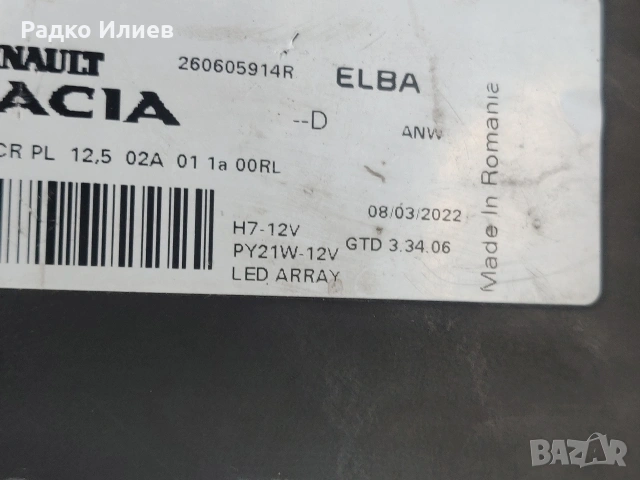 Радко Илиев
NAULT
ACIA
260605914R
ELBA
--D
ANW
CR PL 12,5 02A 01 1a 00RL
08/03/2022
H7-12V
PY21W-12V
GTD 3.34.06
LED ARRAY
Made In Romania
BAZAR